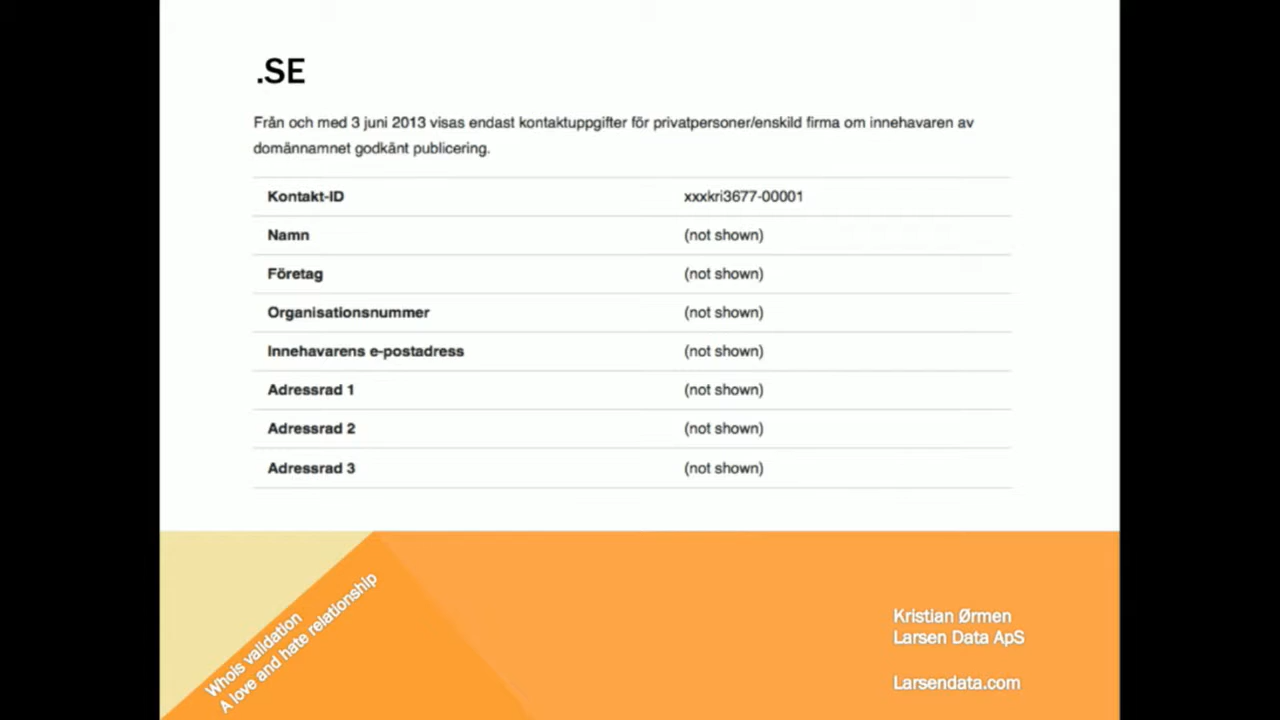 .SE
Från och med 3 juni 2013 visas endast kontaktuppgifter för privatpersoner/enskild firma om innehavaren av
domännamnet godkänt publicering.
Kontakt-ID xxxkri3677-00001
Namn (not shown)
Företag (not shown)
Organisationsnummer (not shown)
Innehavarens e-postadress (not shown)
Adressrad 1 (not shown)
Adressrad 2 (not shown)
Adressrad 3 (not shown)
Whois validation
A love and hate relationship
Kristian Ørmen
Larsen Data ApS
Larsendata.com